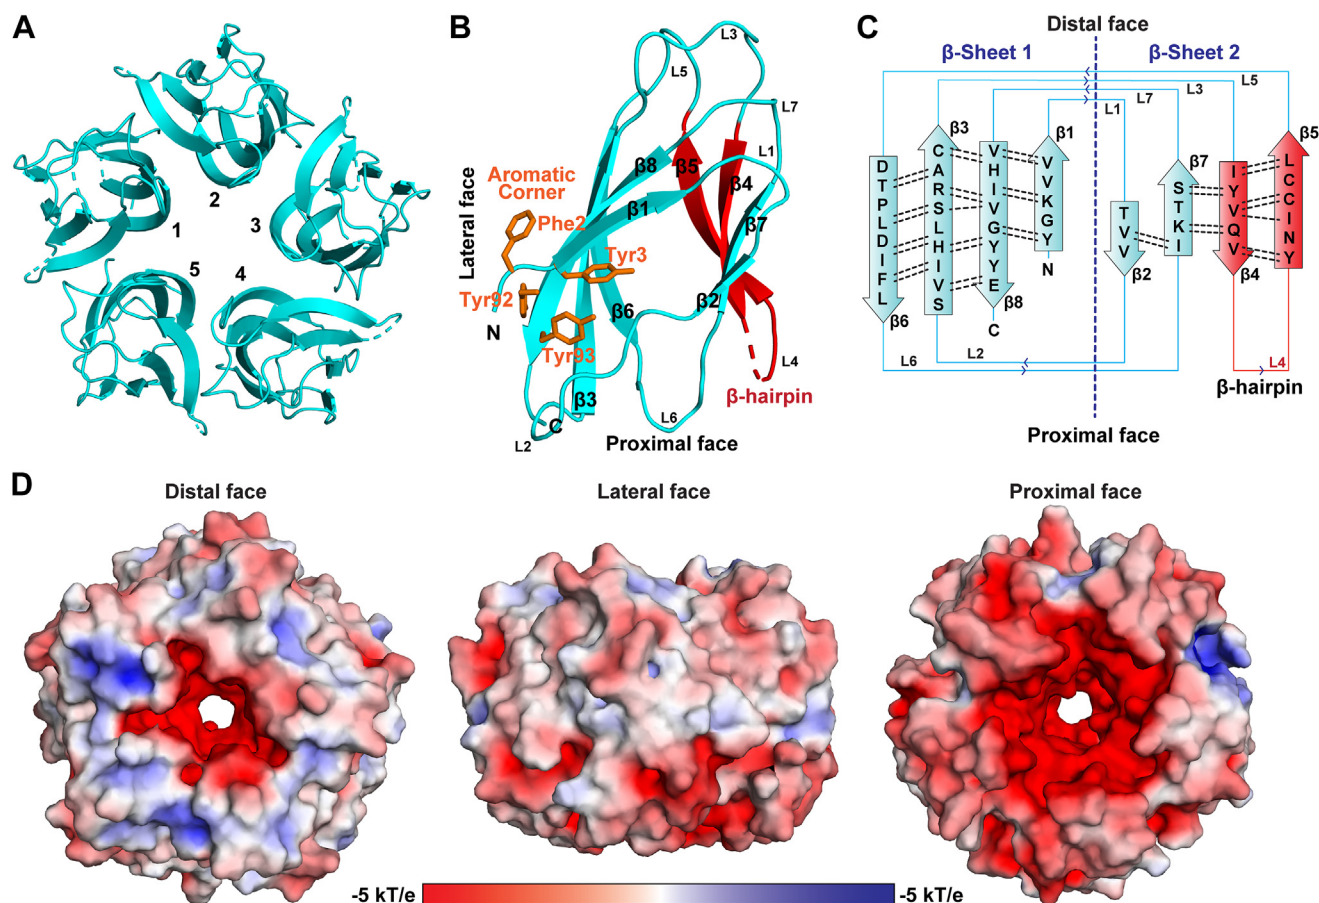 A
1
2
3
4
5
B
Lateral face
Aromatic
Corner
Phe2
Tyr3
Tyr92
Tyr93
N
C
β8
β1
β5
β4
β7
β2
β6
β3
L3
L5
L7
L1
L4
L6
L2
β-hairpin
Proximal face
C
Distal face
β-Sheet 1
β-Sheet 2
L5
L3
L7
L1
β3
β1
β7
β5
D
T
P
L
D
I
F
L
C
A
R
S
L
H
I
V
S
V
H
I
V
G
Y
Y
E
V
V
K
G
Y
T
V
V
S
T
K
I
I
Y
V
Q
V
L
C
C
I
N
Y
N
β6
β8
C
β2
β4
L6
L2
L4
β-hairpin
Proximal face
D
Distal face
Lateral face
Proximal face
-5 kT/e
-5 kT/e